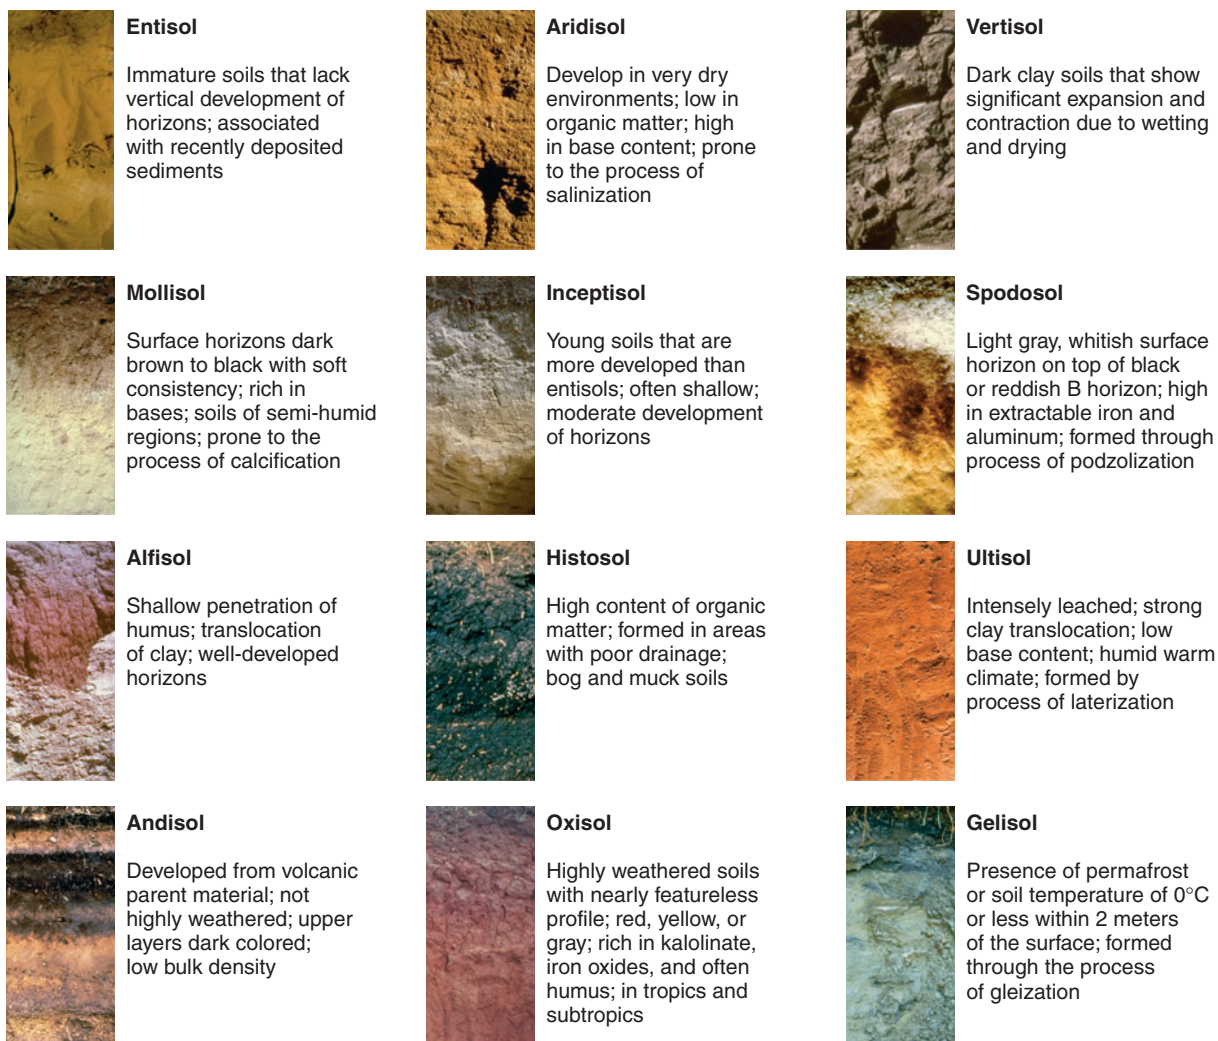 Entisol
Immature soils that lack
vertical development of
horizons; associated
with recently deposited
sediments
Aridisol
Develop in very dry
environments; low in
organic matter; high
in base content; prone
to the process of
salinization
Vertisol
Dark clay soils that show
significant expansion and
contraction due to wetting
and drying
Mollisol
Surface horizons dark
brown to black with soft
consistency; rich in
bases; soils of semi-humid
regions; prone to the
process of calcification
Inceptisol
Young soils that are
more developed than
entisols; often shallow;
moderate development
of horizons
Spodosol
Light gray, whitish surface
horizon on top of black
or reddish B horizon; high
in extractable iron and
aluminum; formed through
process of podzolization
Alfisol
Shallow penetration of
humus; translocation
of clay; well-developed
horizons
Histosol
High content of organic
matter; formed in areas
with poor drainage;
bog and muck soils
Ultisol
Intensely leached; strong
clay translocation; low
base content; humid warm
climate; formed by
process of laterization
Andisol
Developed from volcanic
parent material; not
highly weathered; upper
layers dark colored;
low bulk density
Oxisol
Highly weathered soils
with nearly featureless
profile; red, yellow, or
gray; rich in kalolinate,
iron oxides, and often
humus; in tropics and
subtropics
Gelisol
Presence of permafrost
or soil temperature of 0°C
or less within 2 meters
of the surface; formed
through the process
of gleization